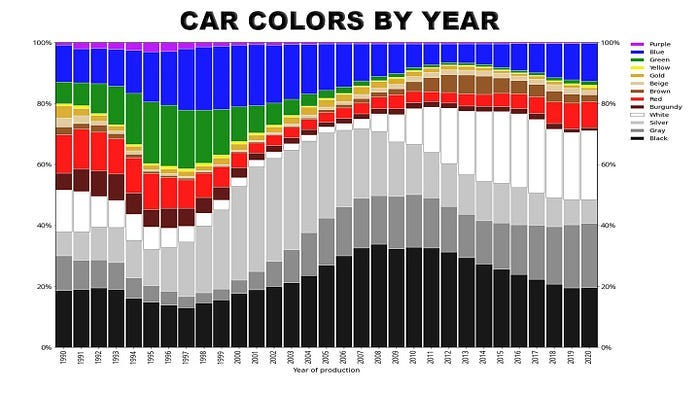 CAR COLORS BY YEAR
100%
80%
60%
40%
20%
0%
100%
80%
60%
40%
20%
0%
Purple
Blue
Green
Yellow
Gold
Beige
Brown
Red
Burgundy
White
Silver
Gray
Black
1990
1991
1992
1993
1994
1995
1996
1997
1998
1999
2000
2001
2002
2003
2004
2005
2006
2007
2008
2009
2010
2011
2012
2013
2014
2015
2016
2017
2018
2019
2020
Year of production